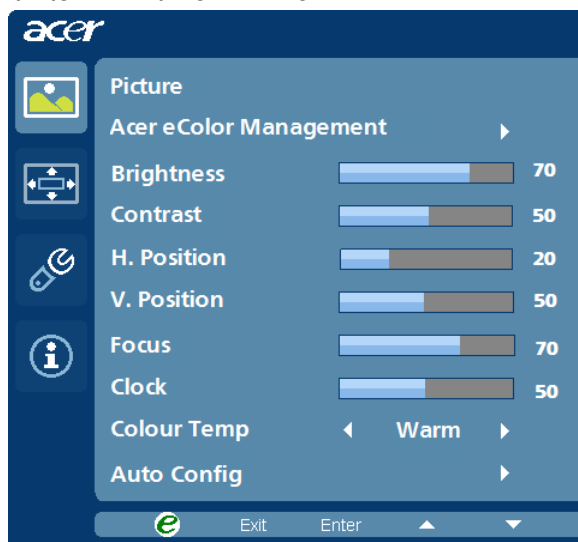 acer
Picture
Acer eColor Management
Brightness 70
Contrast 50
H. Position 20
V. Position 50
Focus 70
Clock 50
Colour Temp Warm
Auto Config
e Exit Enter